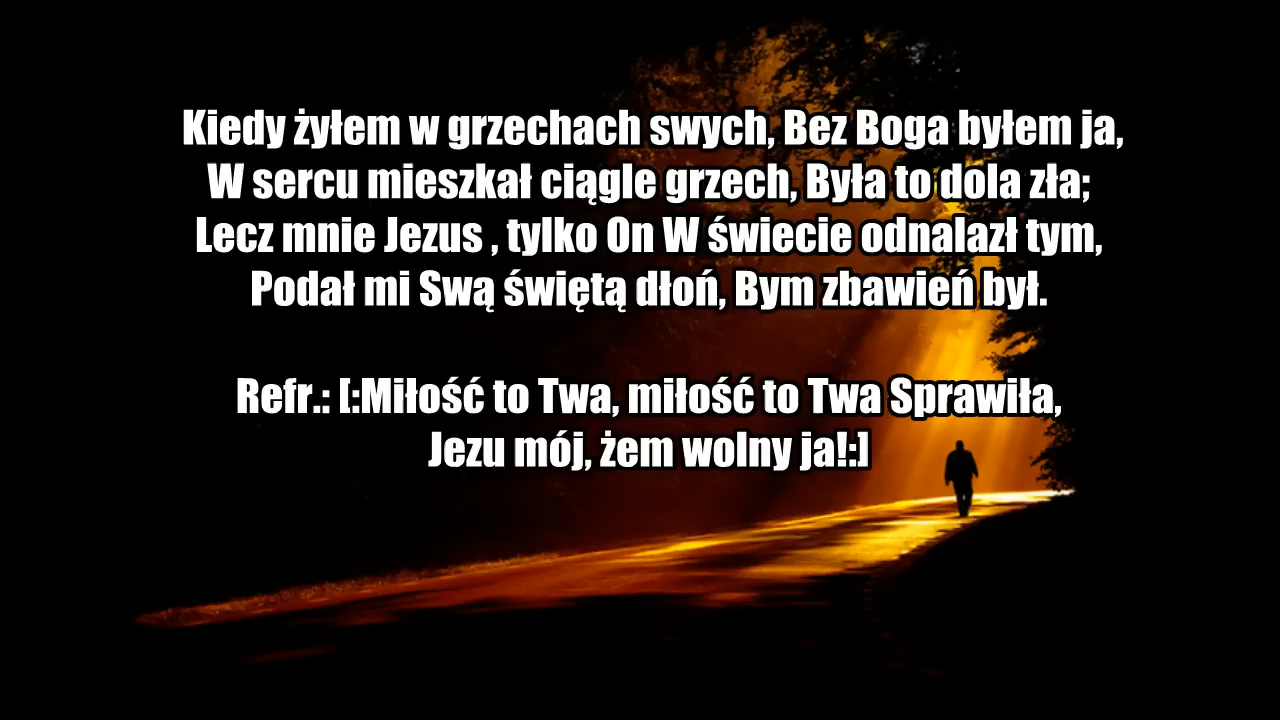 Kiedy żyłem w grzechach swych, Bez Boga byłem ja,
W sercu mieszkał ciągle grzech, Była to dola zła;
Lecz mnie Jezus , tylko On W świecie odnalazł tym,
Podał mi Swą świętą dłoń, Bym zbawień był.
Refr.: [:Miłość to Twa, miłość to Twa Sprawiła,
Jezu mój, żem wolny ja!:]